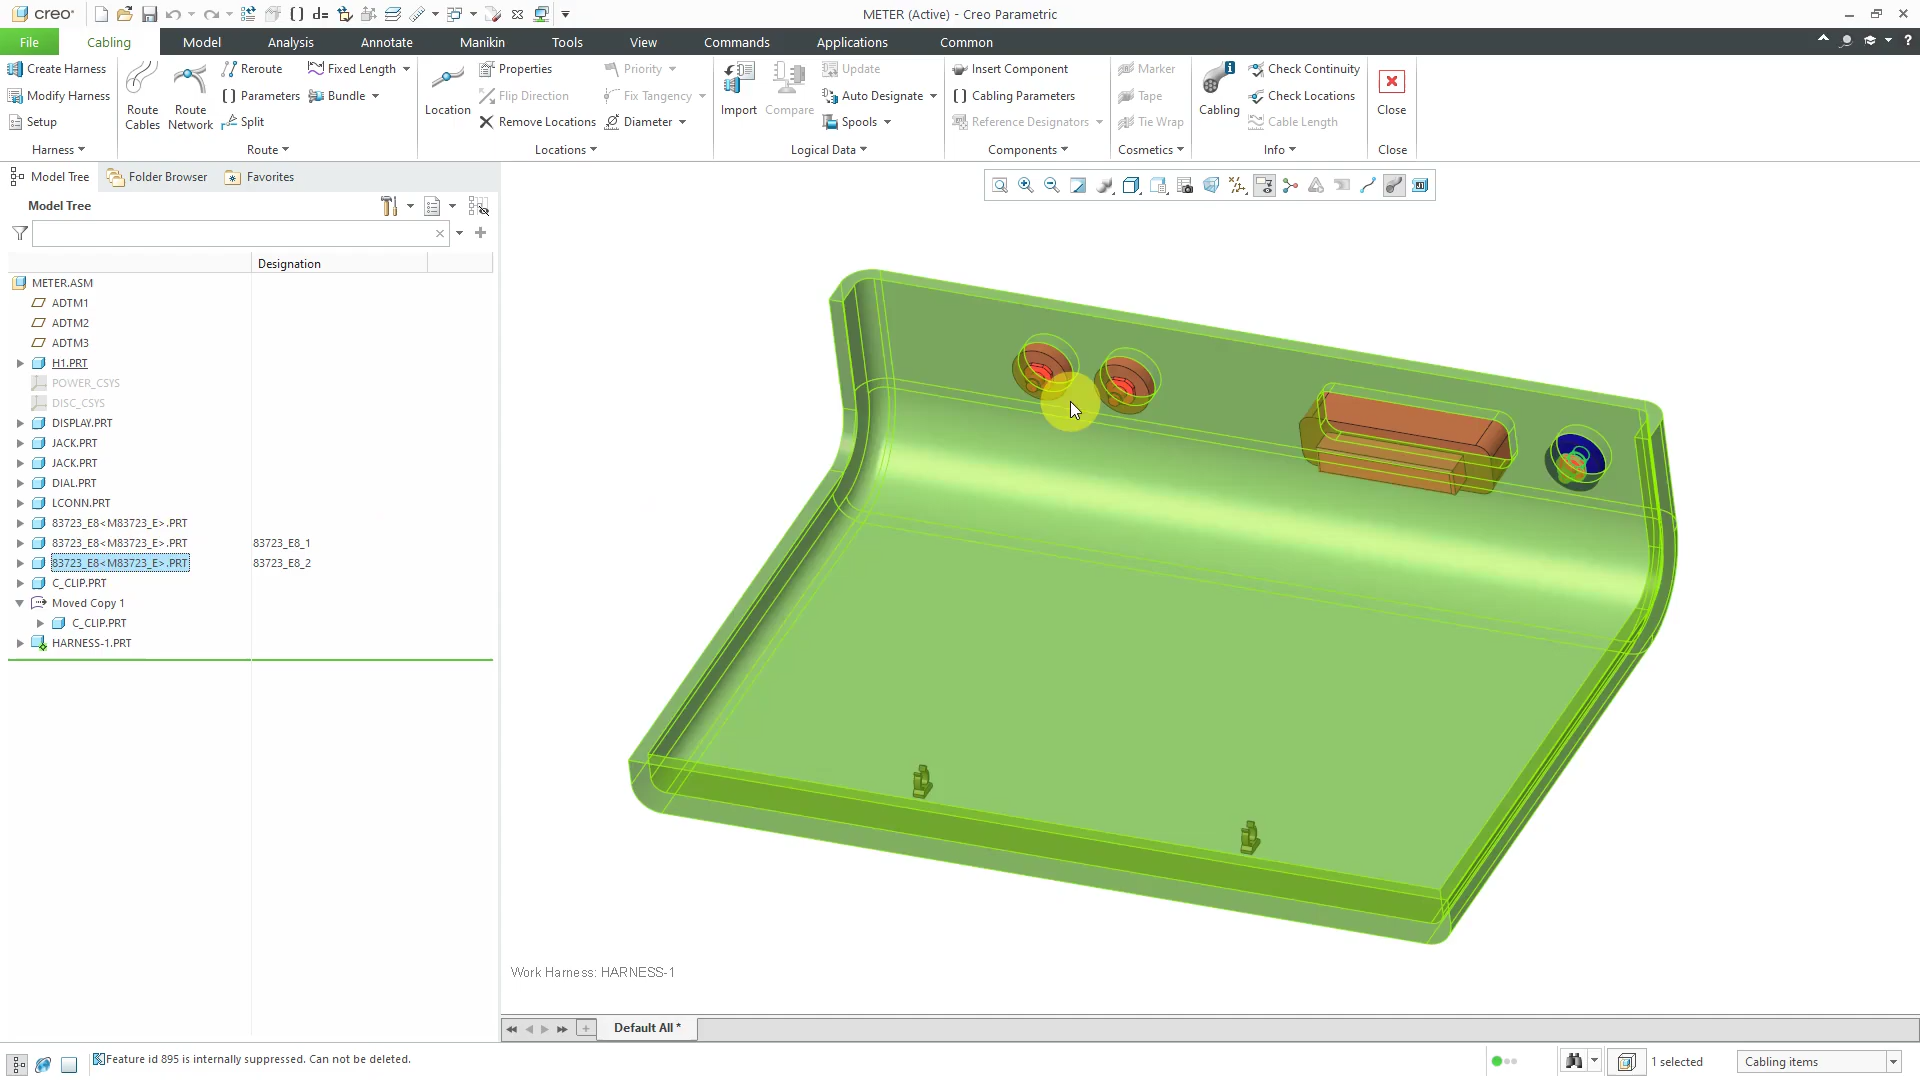 creo
METER (Active) - Creo Parametric
File Cabling Model Analysis Annotate Manikin Tools View Commands Applications Common
Create Harness
Modify Harness
Setup
Harness
Route Cables
Route Network
Reroute
Parameters
Split
Fixed Length
Bundle
Route
Location
Properties
Flip Direction
Remove Locations
Priority
Fix Tangency
Diameter
Locations
Import
Compare
Update
Auto Designate
Spools
Logical Data
Insert Component
Cabling Parameters
Reference Designators
Components
Marker
Tape
Tie Wrap
Cosmetics
Cabling
Check Continuity
Check Locations
Cable Length
Info
Close
Close
Model Tree Folder Browser Favorites
Model Tree
Designation
METER.ASM
ADTM1
ADTM2
ADTM3
H1.PRT
POWER_CSYS
DISC_CSYS
DISPLAY.PRT
JACK.PRT
JACK.PRT
DIAL.PRT
LCONN.PRT
83723_E8<M83723_E>.PRT
83723_E8<M83723_E>.PRT 83723_E8_1
83723_E8<M83723_E>.PRT 83723_E8_2
C_CLIP.PRT
Moved Copy 1
C_CLIP.PRT
HARNESS-1.PRT
Work Harness: HARNESS-1
Default All *
Feature id 895 is internally suppressed. Can not be deleted.
1 selected
Cabling items